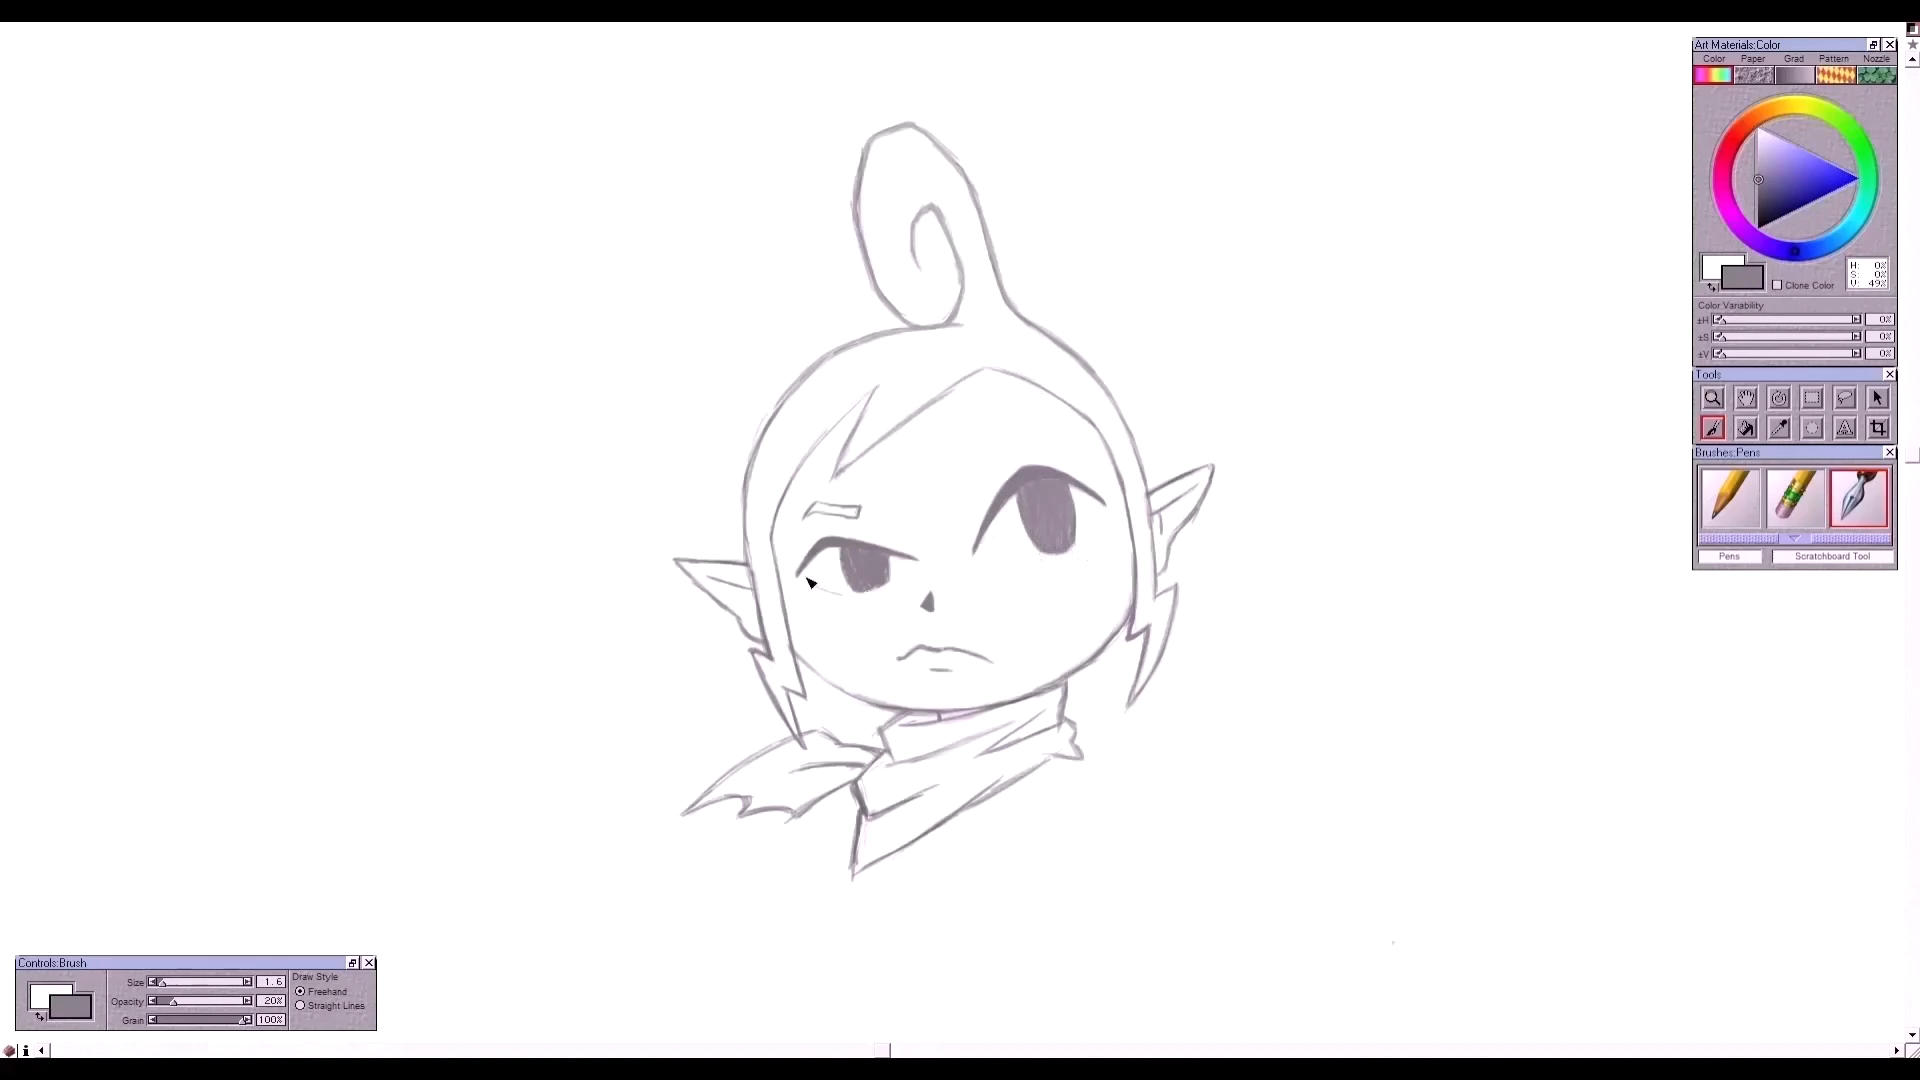 Art Materials:Color
Color Paper Grad Pattern Nozzle
H: 0%
S: 0%
V: 49%
Clone Color
Color Variability
±H 0%
±S 0%
±V 0%
Tools
Brushes:Pens
Pens Scratchboard Tool
Controls:Brush
Size 1.6
Opacity 20%
Grain 100%
Draw Style
Freehand
Straight Lines